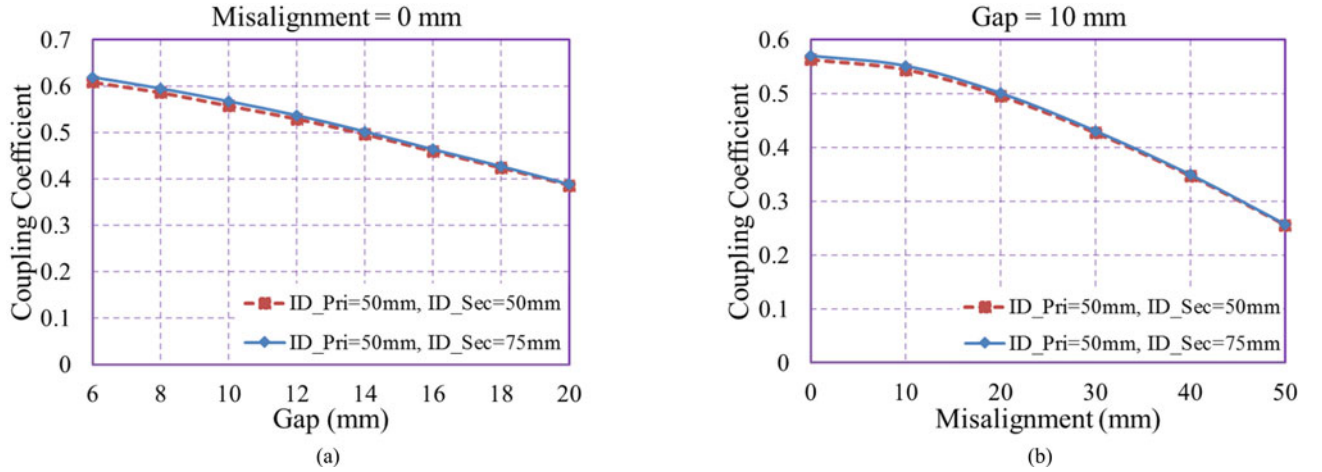 Misalignment = 0 mm
Coupling Coefficient
0.7
0.6
0.5
0.4
0.3
0.2
0.1
0
ID_Pri=50mm, ID_Sec=50mm
ID_Pri=50mm, ID_Sec=75mm
6 8 10 12 14 16 18 20
Gap (mm)
(a)
Gap = 10 mm
Coupling Coefficient
0.6
0.5
0.4
0.3
0.2
0.1
0
ID_Pri=50mm, ID_Sec=50mm
ID_Pri=50mm, ID_Sec=75mm
0 10 20 30 40 50
Misalignment (mm)
(b)